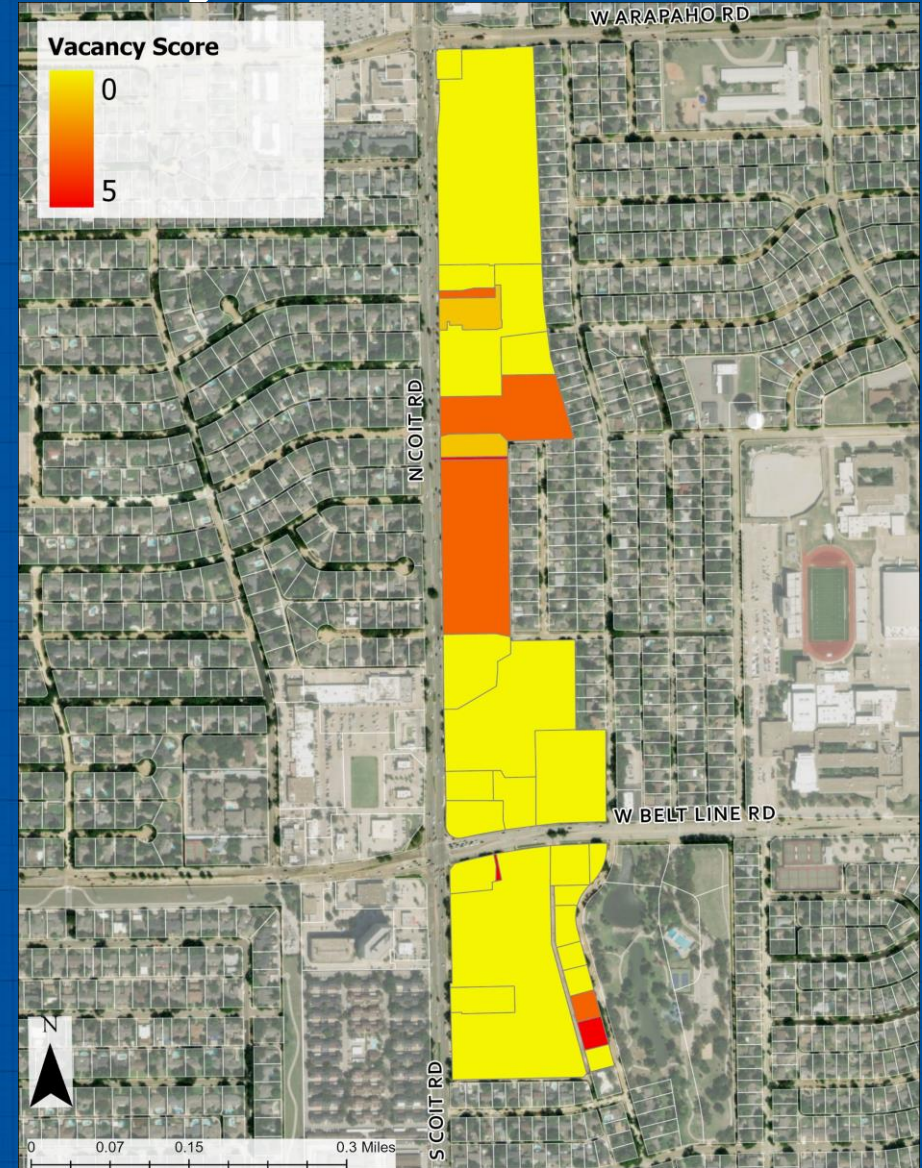 W ARAPAHO RD
Vacancy Score
0
5
N COIT RD
W BELT LINE RD
N
S COIT RD
0 0.07 0.15 0.3 Miles